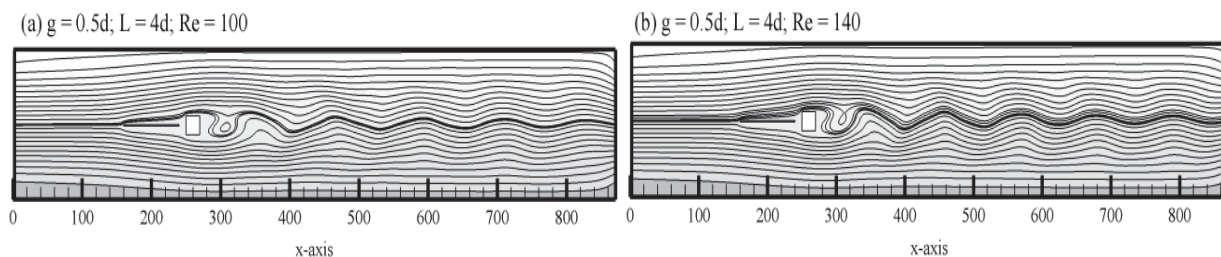 (a) g = 0.5d; L = 4d; Re = 100
0 100 200 300 400 500 600 700 800
x-axis
(b) g = 0.5d; L = 4d; Re = 140
0 100 200 300 400 500 600 700 800
x-axis